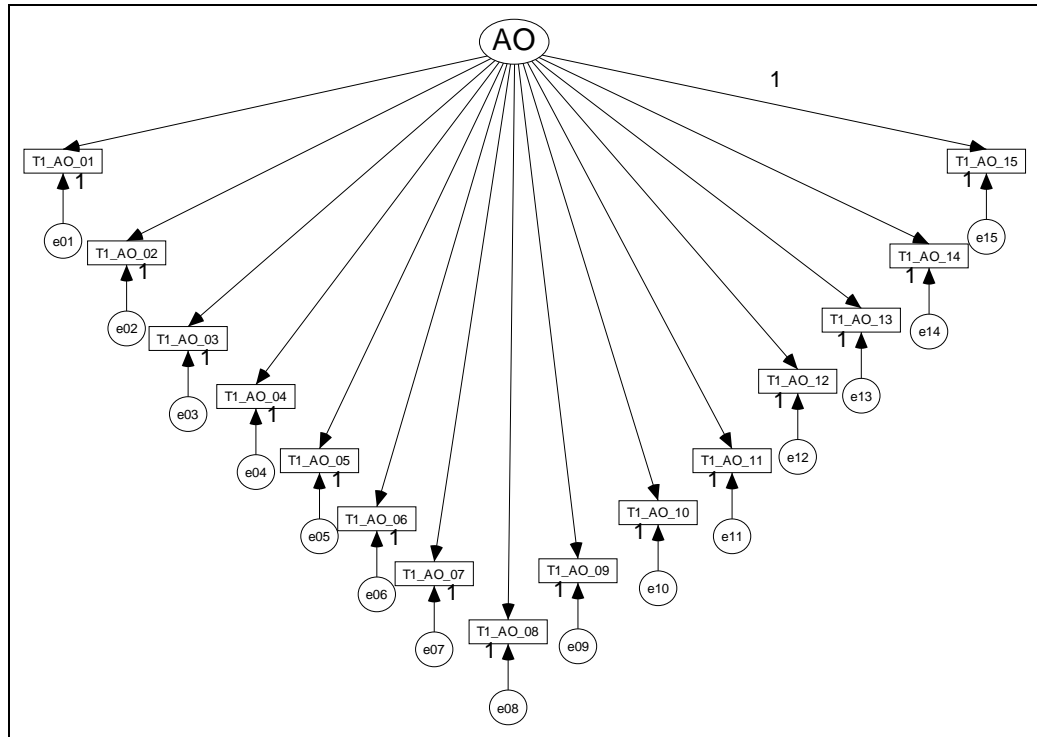 AO
1
T1_AO_01
1
e01
T1_AO_02
1
e02
T1_AO_03
1
e03
T1_AO_04
1
e04
T1_AO_05
1
e05
T1_AO_06
1
e06
T1_AO_07
1
e07
T1_AO_08
1
e08
T1_AO_09
1
e09
T1_AO_10
1
e10
T1_AO_11
1
e11
T1_AO_12
1
e12
T1_AO_13
1
e13
T1_AO_14
1
e14
T1_AO_15
1
e15